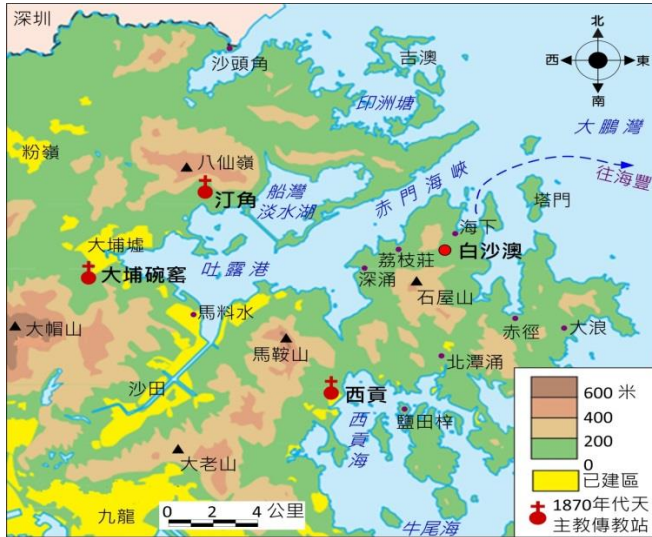 深圳
沙頭角
吉澳
北
西
東
南
印洲塘
大鵬灣
粉嶺
八仙嶺
汀角
船灣
淡水湖
赤門海峽
往海豐
塔門
大埔墟
大埔碗窰
吐露港
海下
白沙澳
荔枝莊
深涌
石屋山
大帽山
馬料水
馬鞍山
赤徑
大浪
北潭涌
沙田
西貢
西貢海
鹽田梓
大老山
九龍
牛尾海
0 2 4 公里
600 米
400
200
0
已建區
1870年代天
主教傳教站